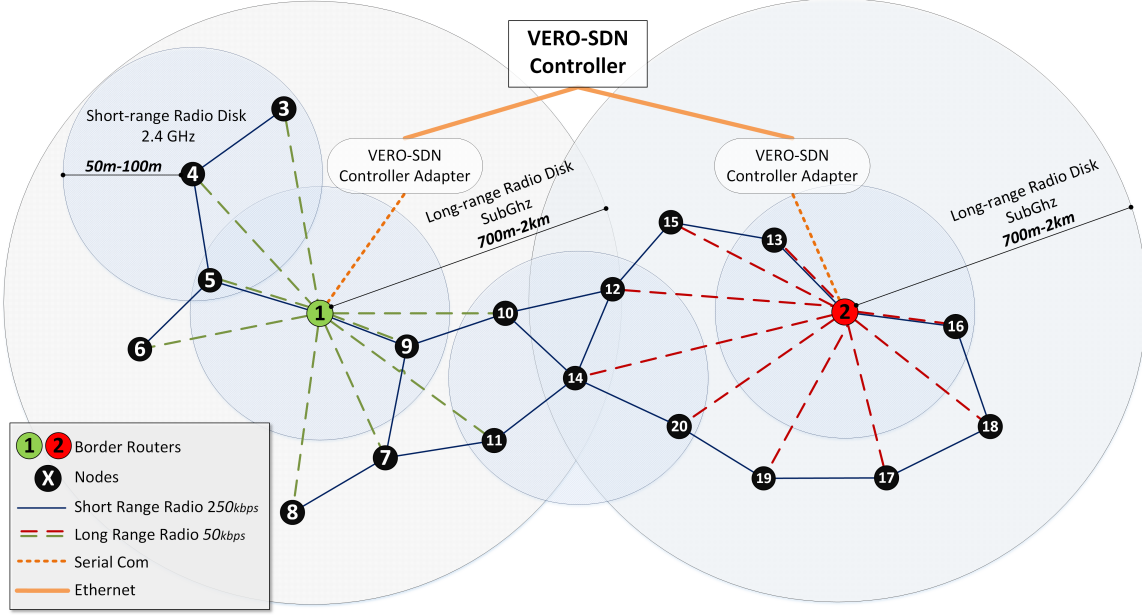 VERO-SDN
Controller
3
Short-range Radio Disk
2.4 GHz
50m-100m
4
VERO-SDN
Controller Adapter
VERO-SDN
Controller Adapter
Long-range Radio Disk
SubGhz
700m-2km
Long-range Radio Disk
SubGhz
700m-2km
15
13
5
12
1
10
2
16
6
9
14
20
18
11
7
19
17
8
1 2 Border Routers
X Nodes
Short Range Radio 250kbps
Long Range Radio 50kbps
Serial Com
Ethernet